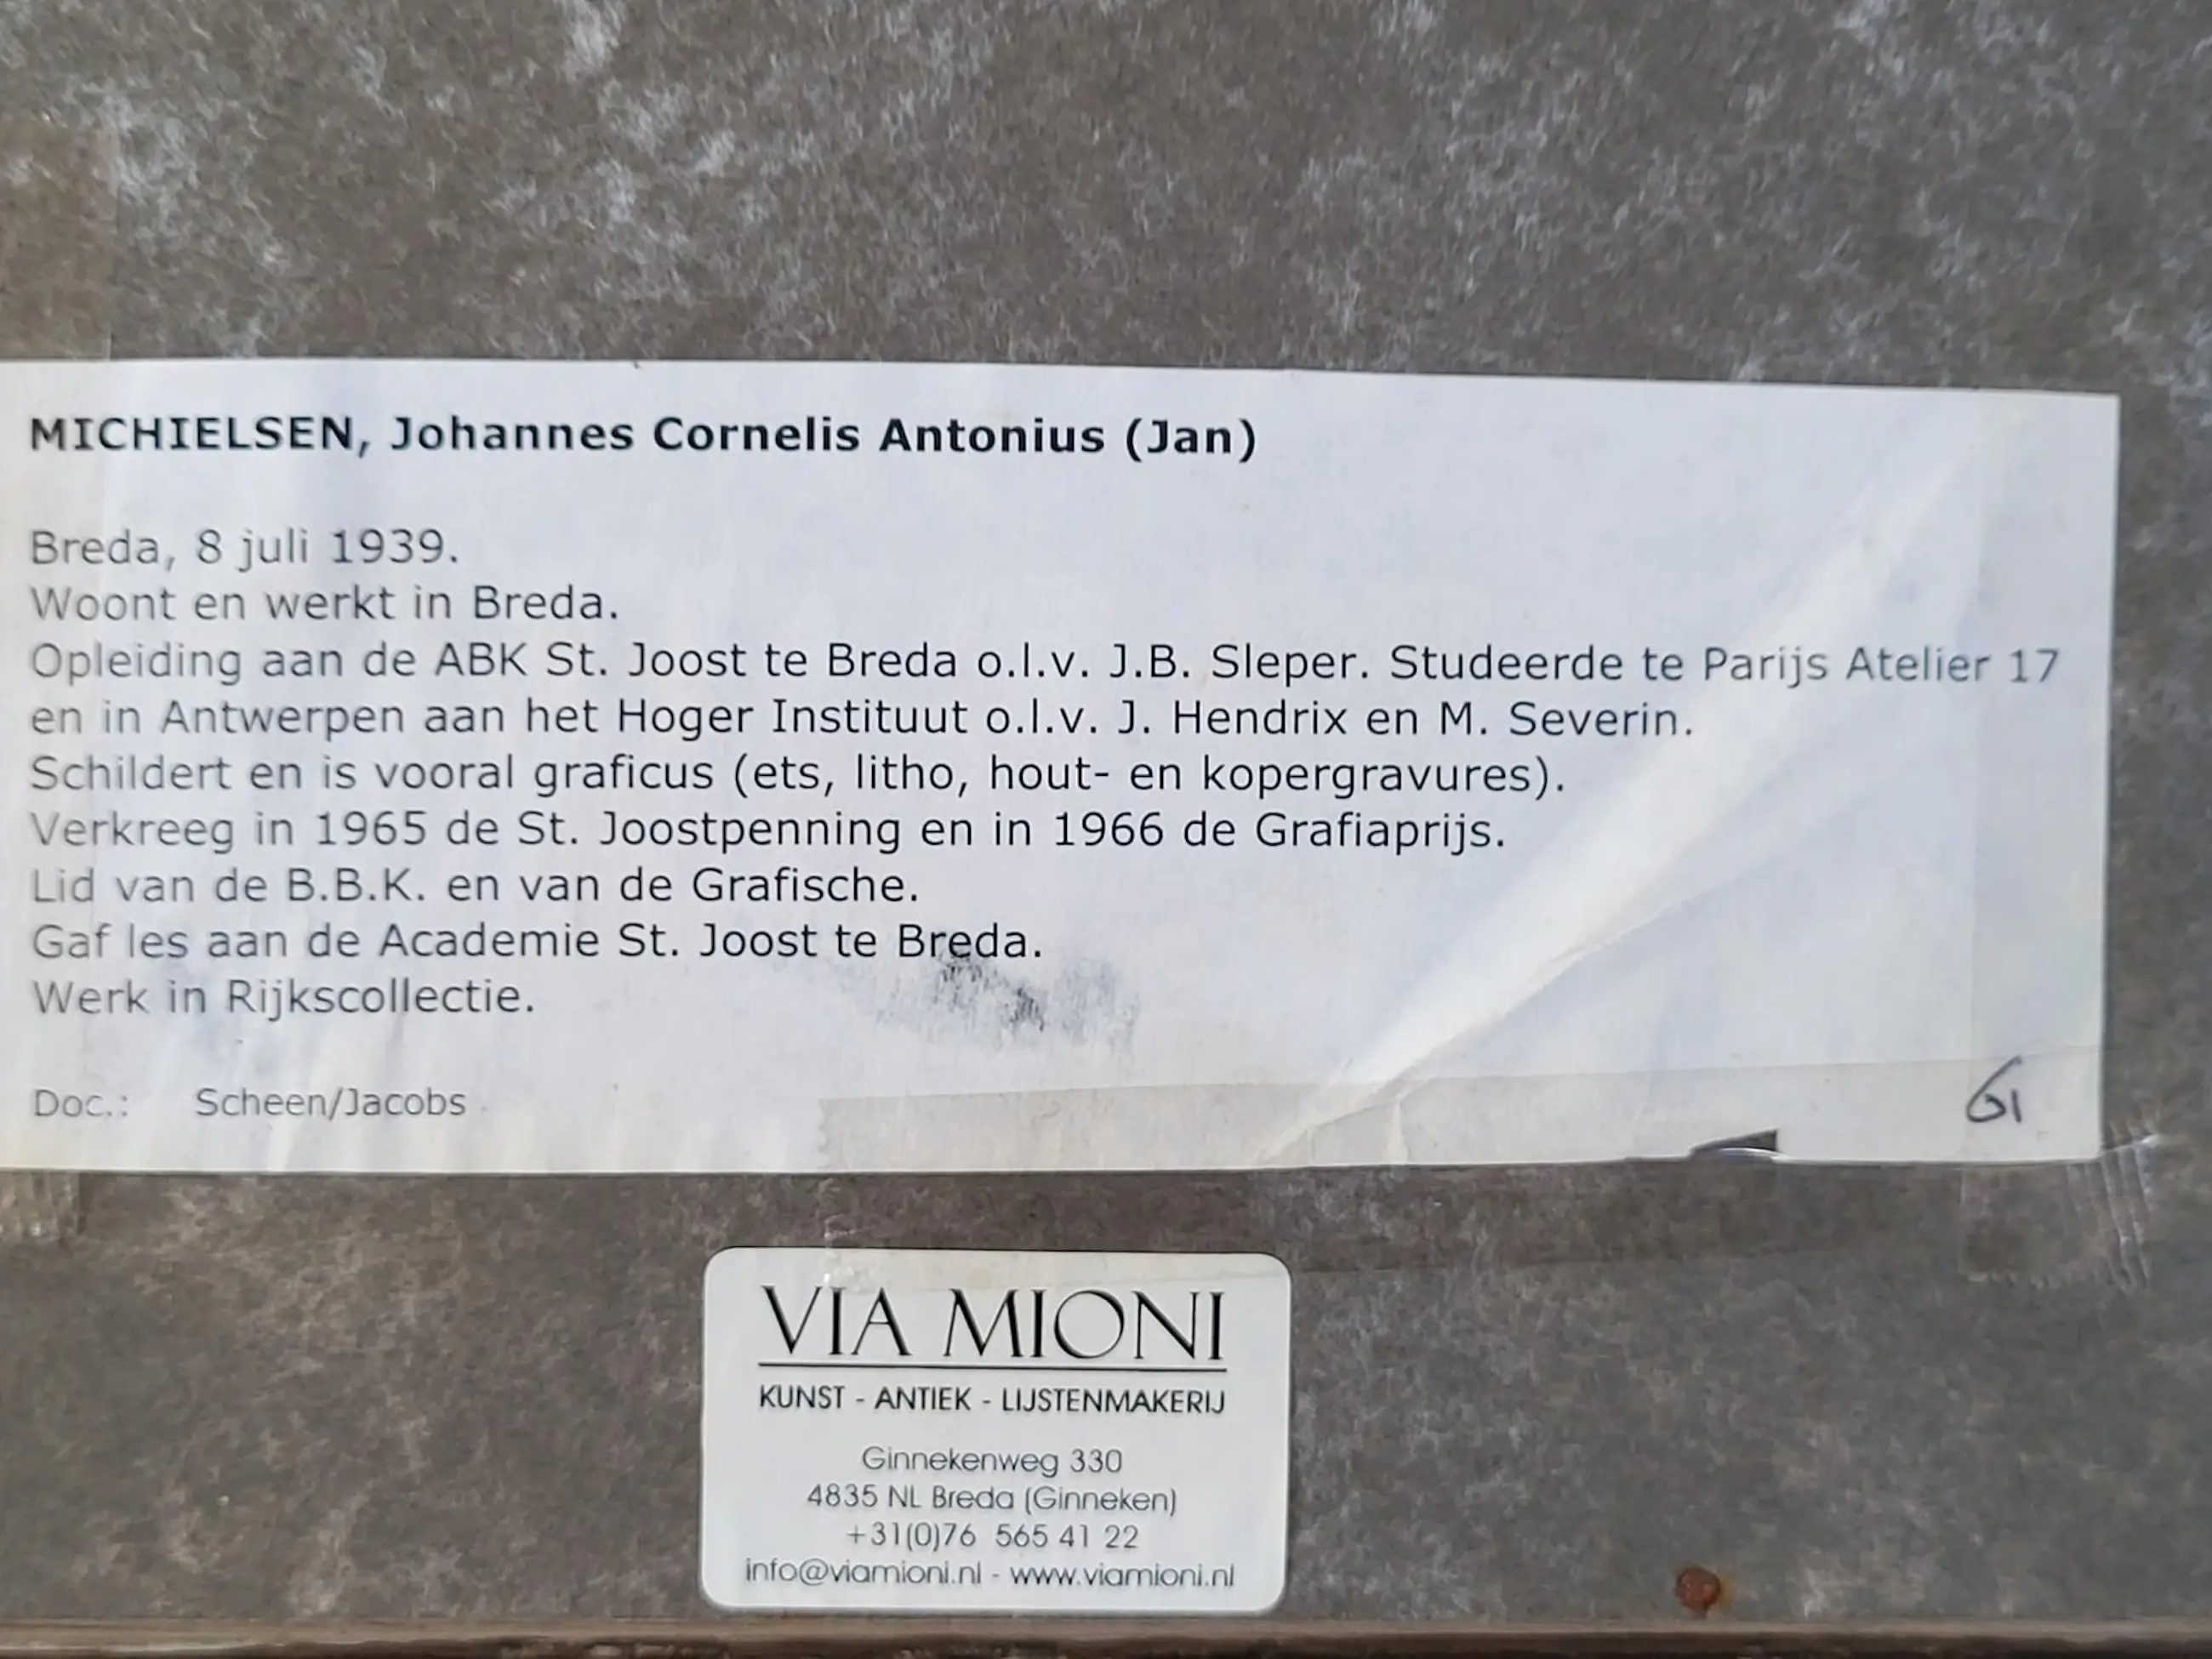 MICHIELSEN, Johannes Cornelis Antonius (Jan)
Breda, 8 juli 1939.
Woont en werkt in Breda.
Opleiding aan de ABK St. Joost te Breda o.l.v. J.B. Sleper. Studeerde te Parijs Atelier 17
en in Antwerpen aan het Hoger Instituut o.l.v. J. Hendrix en M. Severin.
Schildert en is vooral graficus (ets, litho, hout- en kopergravures).
Verkreeg in 1965 de St. Joostpenning en in 1966 de Grafiaprijs.
Lid van de B.B.K. en van de Grafische.
Gaf les aan de Academie St. Joost te Breda.
Werk in Rijkscollectie.
Doc.: Scheen/Jacobs
VIA MIONI
KUNST - ANTIEK - LIJSTENMAKERIJ
Ginnekenweg 330
4835 NL Breda (Ginneken)
+31(0)76 565 41 22
info@viamioni.nl - www.viamioni.nl